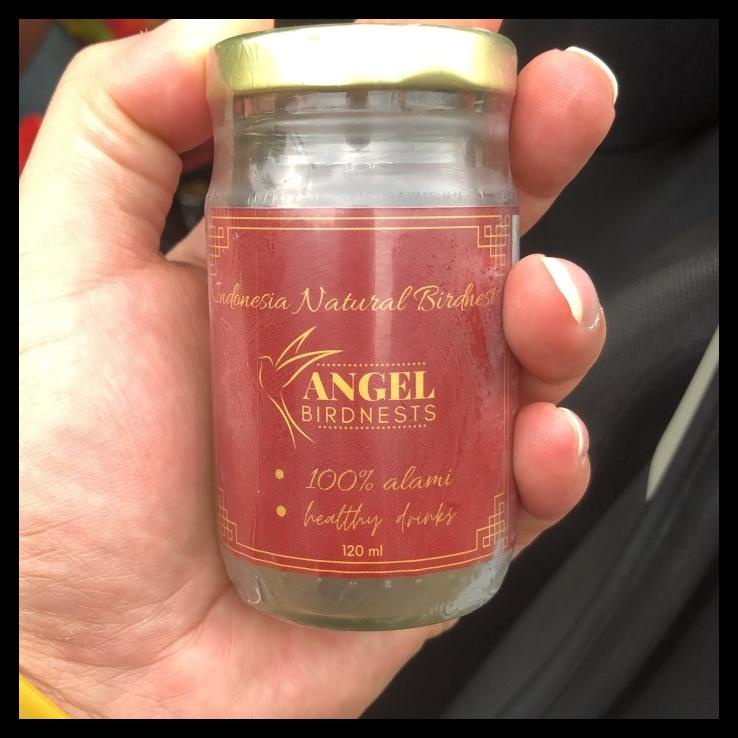 Indonesia Natural Birdnest
ANGEL
BIRDNESTS
100% alami
healthy drinks
120 ml